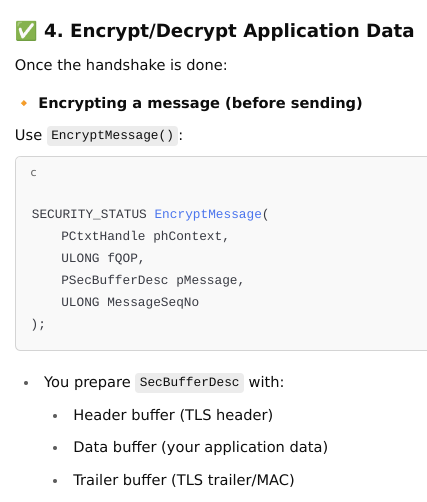 ✅ 4. Encrypt/Decrypt Application Data
Once the handshake is done:
🔸 Encrypting a message (before sending)
Use EncryptMessage():
c
SECURITY_STATUS EncryptMessage(
PCtxtHandle phContext,
ULONG fQOP,
PSecBufferDesc pMessage,
ULONG MessageSeqNo
);
• You prepare SecBufferDesc with:
• Header buffer (TLS header)
• Data buffer (your application data)
• Trailer buffer (TLS trailer/MAC)